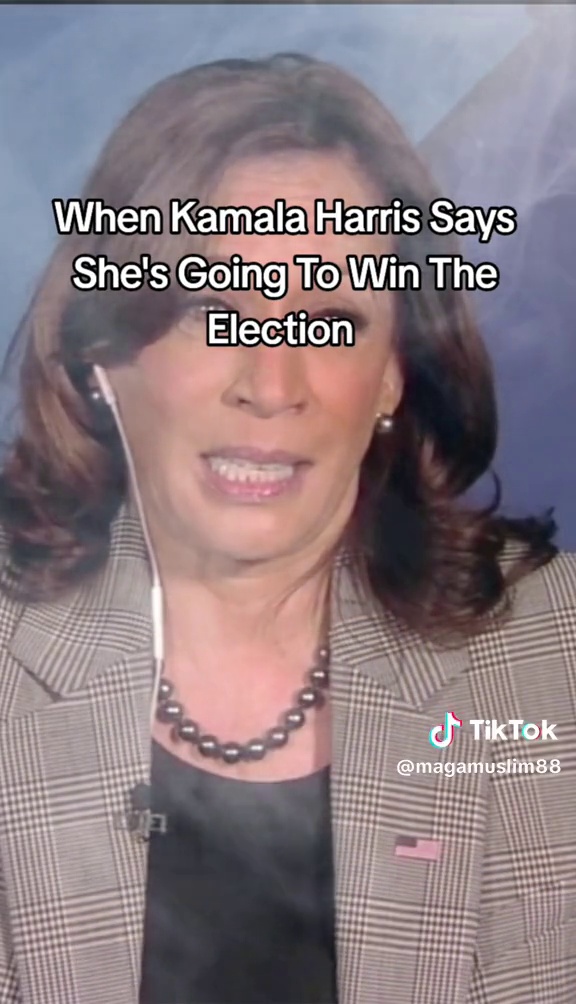 When Kamala Harris Says
She's Going To Win The
Election
TikTok
@magamuslim88